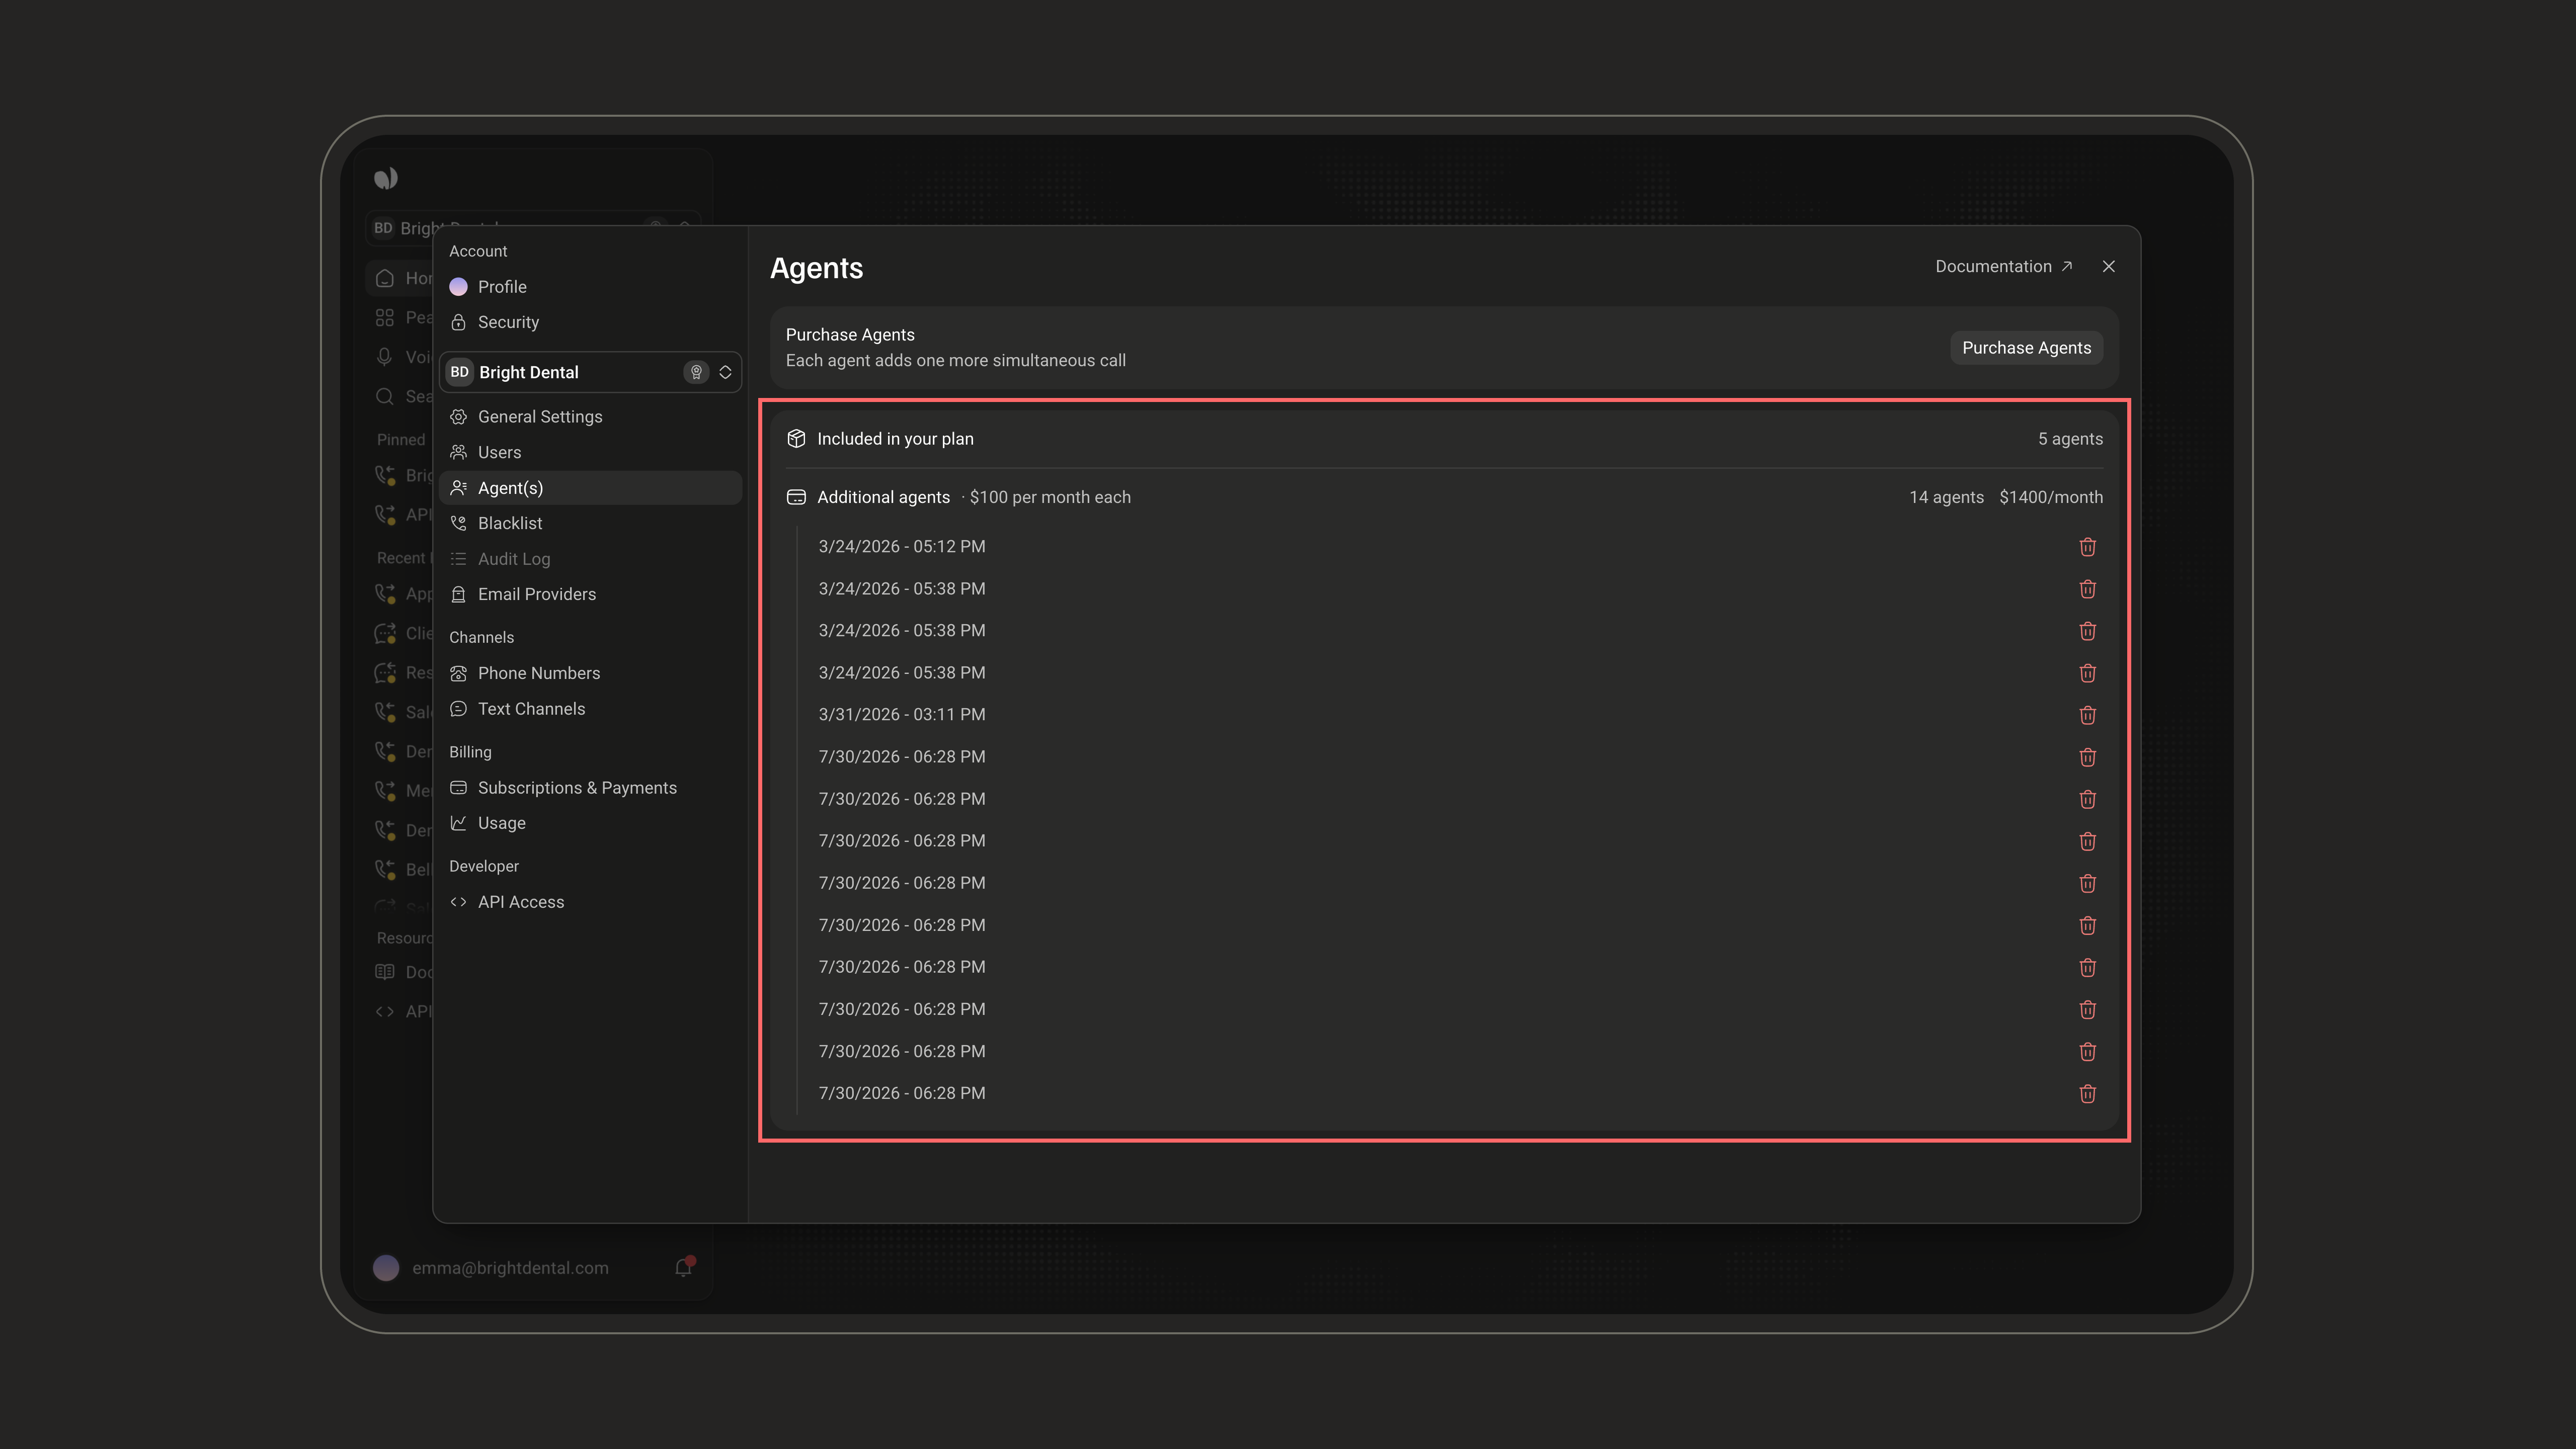 BD
Account
Profile
Security
BD Bright Dental
General Settings
Users
Agent(s)
Blacklist
Audit Log
Email Providers
Channels
Phone Numbers
Text Channels
Billing
Subscriptions & Payments
Usage
Developer
API Access
Pinned
API
Recent
API
emma@brightdental.com
Agents
Documentation
Purchase Agents
Each agent adds one more simultaneous call
Purchase Agents
Included in your plan 5 agents
Additional agents · $100 per month each 14 agents $1400/month
3/24/2026 - 05:12 PM
3/24/2026 - 05:38 PM
3/24/2026 - 05:38 PM
3/24/2026 - 05:38 PM
3/31/2026 - 03:11 PM
7/30/2026 - 06:28 PM
7/30/2026 - 06:28 PM
7/30/2026 - 06:28 PM
7/30/2026 - 06:28 PM
7/30/2026 - 06:28 PM
7/30/2026 - 06:28 PM
7/30/2026 - 06:28 PM
7/30/2026 - 06:28 PM
7/30/2026 - 06:28 PM